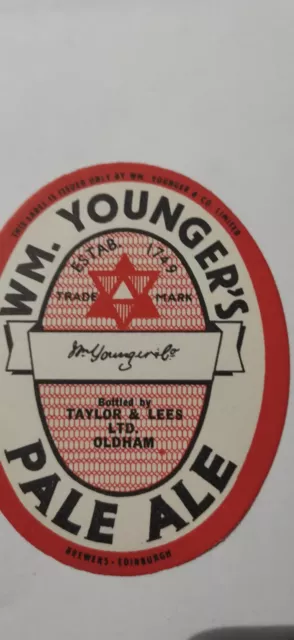 THIS LABEL IS ISSUED ONLY BY WM. YOUNGER & CO. LIMITED
WM. YOUNGER'S
ESTAB. 1749
TRADE MARK
Wm Younger & Co
Bottled by
TAYLOR & LEES
LTD.
OLDHAM
PALE ALE
BREWERS • EDINBURGH